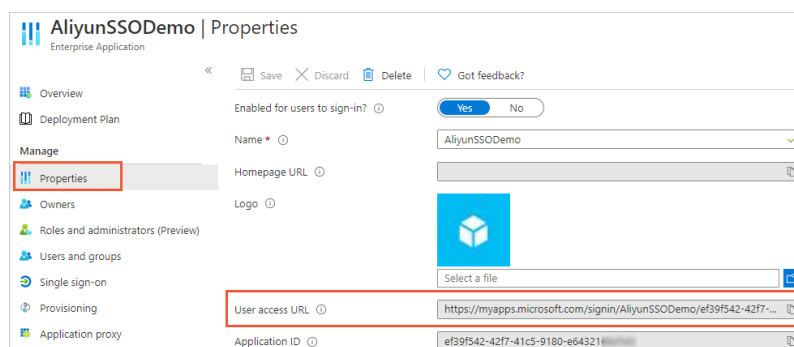 AliyunSSODemo | Properties
Enterprise Application
«
Save Discard Delete Got feedback?
Overview
Deployment Plan
Manage
Properties
Owners
Roles and administrators (Preview)
Users and groups
Single sign-on
Provisioning
Application proxy
Enabled for users to sign-in? Yes No
Name * AliyunSSODemo
Homepage URL
Logo
Select a file
User access URL https://myapps.microsoft.com/signin/AliyunSSODemo/ef39f542-42f7-...
Application ID ef39f542-42f7-41c5-9180-e64321